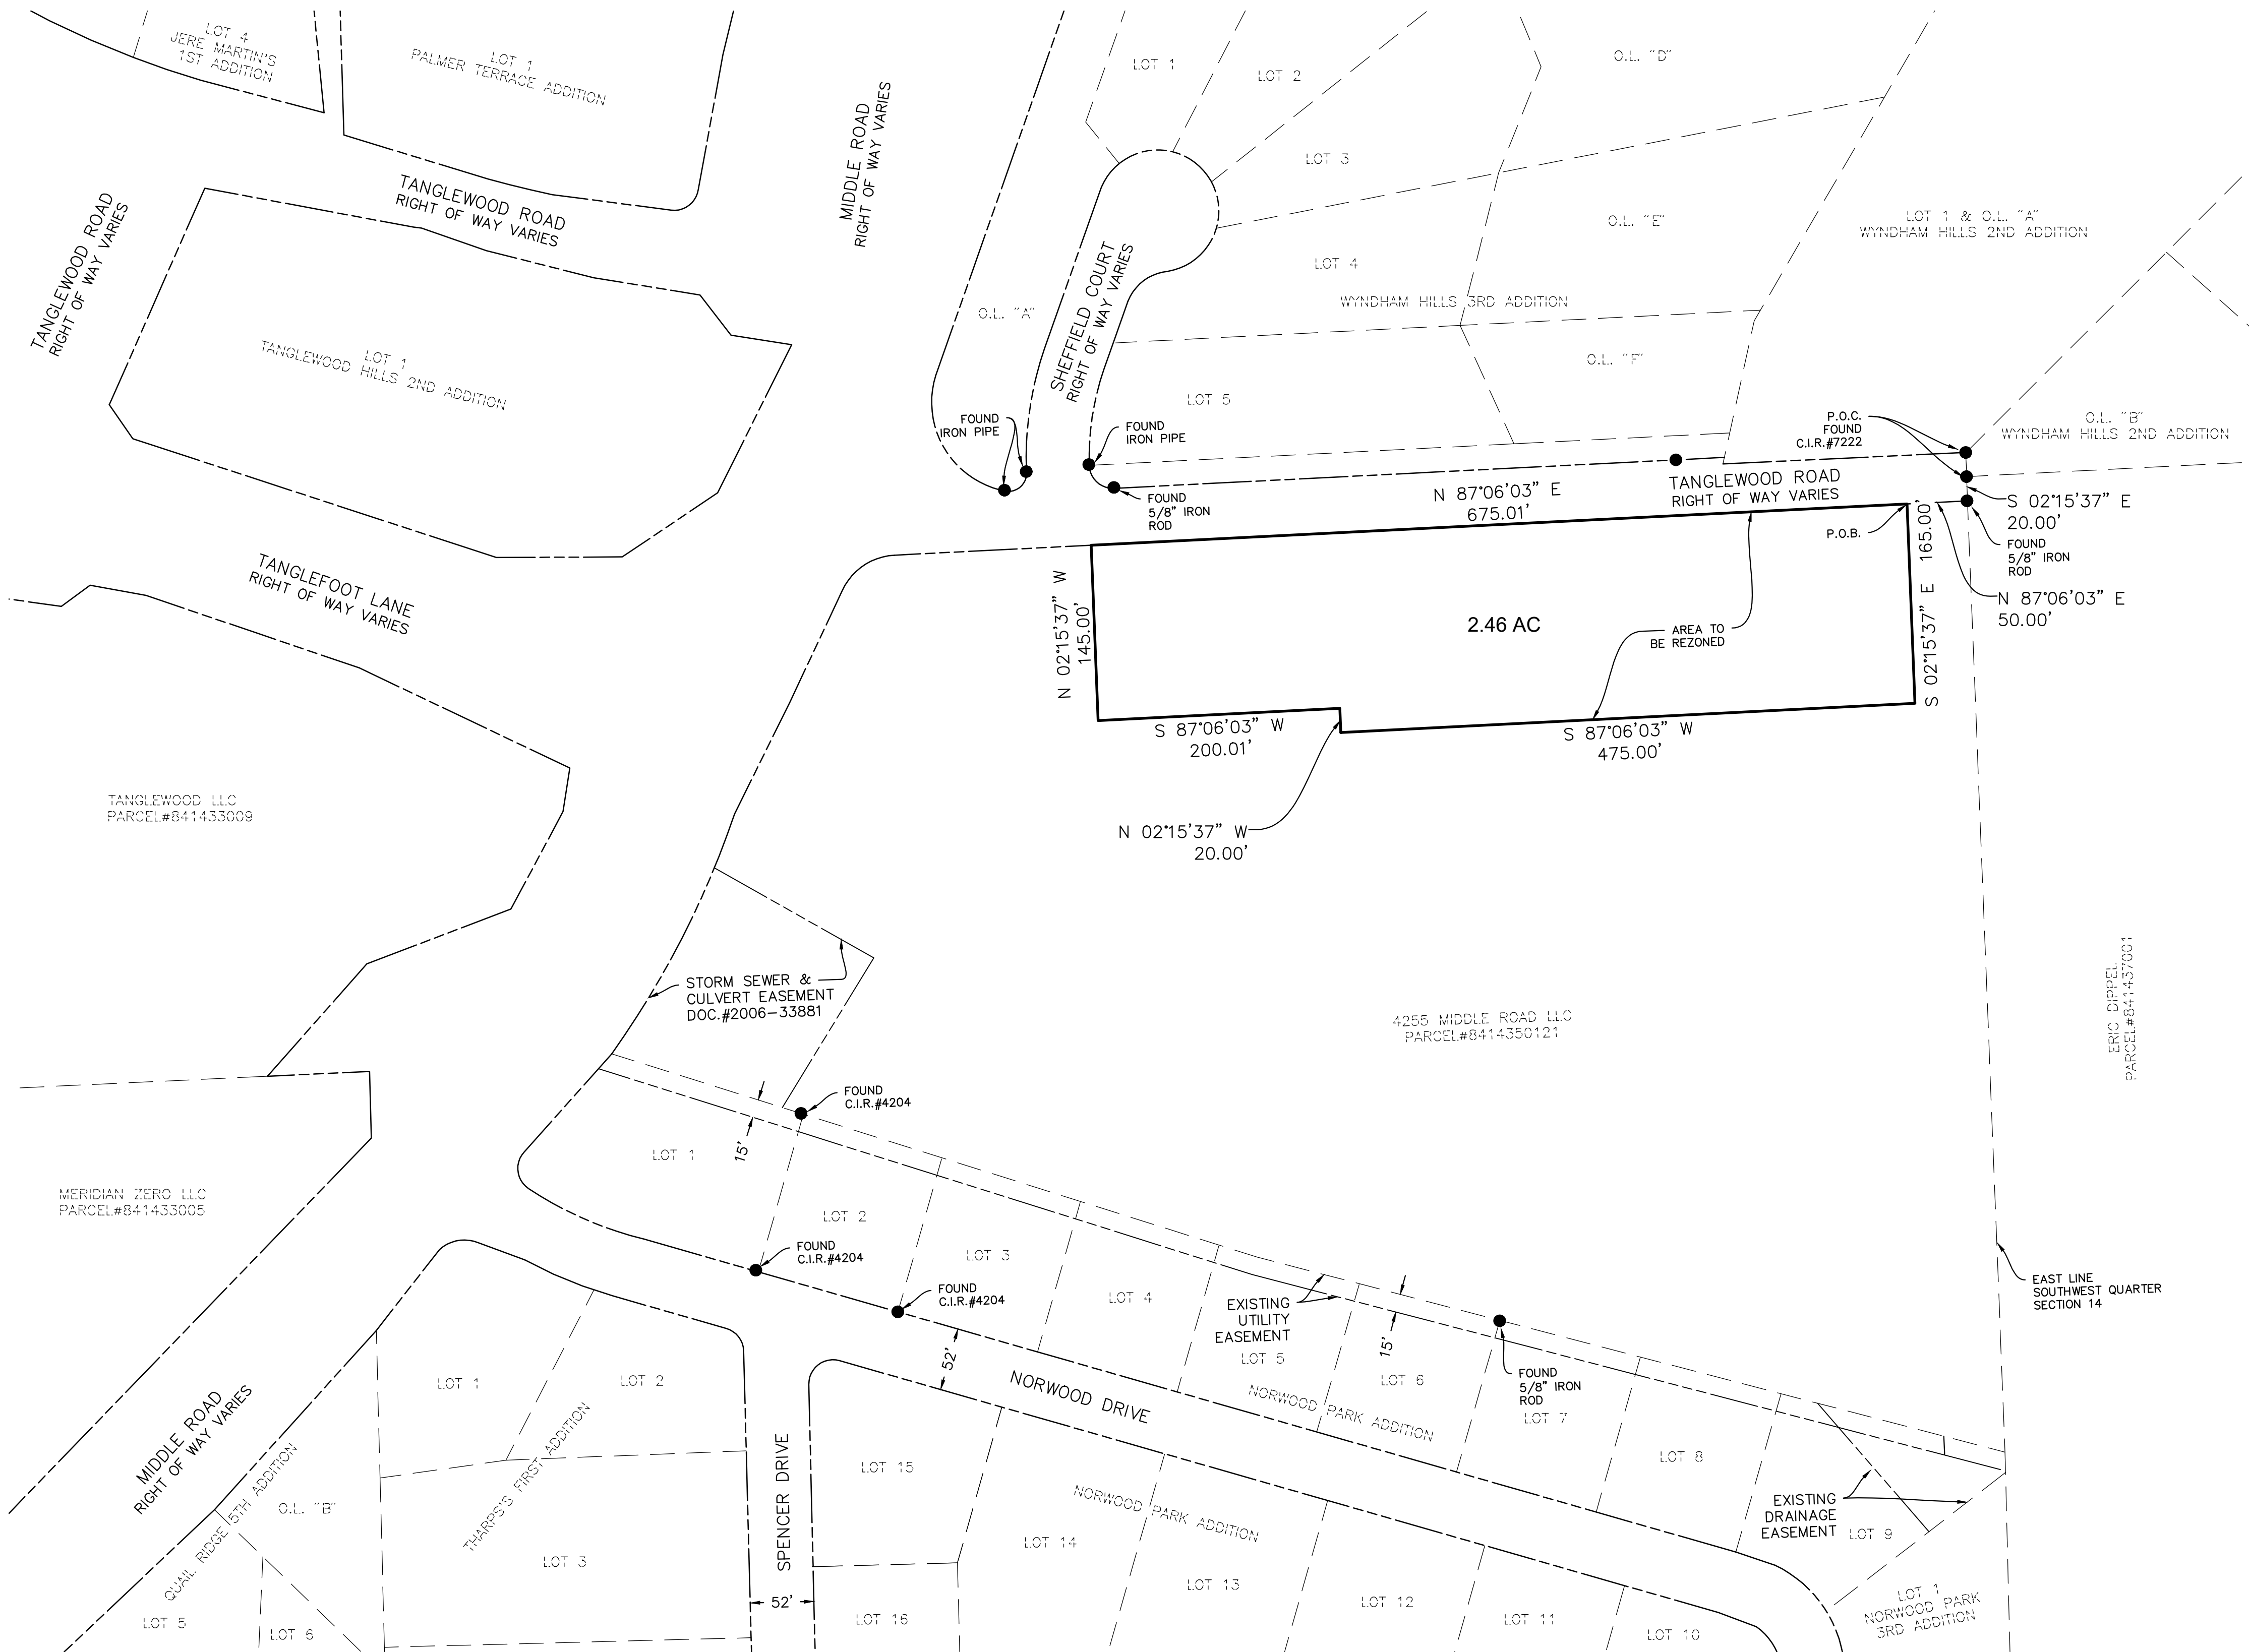 LOT 4
JERE MARTIN'S
1ST ADDITION
LOT 1
PALMER TERRACE ADDITION
MIDDLE ROAD
RIGHT OF WAY VARIES
LOT 1
LOT 2
O.L. "D"
LOT 3
TANGLEWOOD ROAD
RIGHT OF WAY VARIES
TANGLEWOOD ROAD
RIGHT OF WAY VARIES
O.L. "E"
LOT 1 & O.L. "A"
WYNDHAM HILLS 2ND ADDITION
LOT 4
WYNDHAM HILLS 3RD ADDITION
SHEFFIELD COURT
RIGHT OF WAY VARIES
O.L. "A"
LOT 1
TANGLEWOOD HILLS 2ND ADDITION
O.L. "F"
LOT 5
FOUND
IRON PIPE
FOUND
IRON PIPE
P.O.C.
FOUND
C.I.R.#7222
O.L. "B"
WYNDHAM HILLS 2ND ADDITION
FOUND
5/8" IRON
ROD
N 87°06'03" E
675.01'
TANGLEWOOD ROAD
RIGHT OF WAY VARIES
S 02°15'37" E
20.00'
P.O.B.
FOUND
5/8" IRON
ROD
S 02°15'37" E 165.00'
N 87°06'03" E
50.00'
TANGLEFOOT LANE
RIGHT OF WAY VARIES
N 02°15'37" W
145.00'
2.46 AC
AREA TO
BE REZONED
S 87°06'03" W
200.01'
S 87°06'03" W
475.00'
N 02°15'37" W
20.00'
TANGLEWOOD LLC
PARCEL#841433009
STORM SEWER &
CULVERT EASEMENT
DOC.#2006-33881
4255 MIDDLE ROAD LLC
PARCEL#8414350121
ERIC DIPPEL
PARCEL#841437001
FOUND
C.I.R.#4204
15'
LOT 1
MERIDIAN ZERO LLC
PARCEL#841433005
LOT 2
FOUND
C.I.R.#4204
LOT 3
FOUND
C.I.R.#4204
LOT 4
EXISTING
UTILITY
EASEMENT
15'
EAST LINE
SOUTHWEST QUARTER
SECTION 14
52'
LOT 5
LOT 6
FOUND
5/8" IRON
ROD
LOT 7
NORWOOD DRIVE
NORWOOD PARK ADDITION
LOT 1
LOT 2
MIDDLE ROAD
RIGHT OF WAY VARIES
LOT 8
QUAIL RIDGE 5TH ADDITION
O.L. "B"
THARPS'S FIRST ADDITION
SPENCER DRIVE
LOT 15
NORWOOD PARK ADDITION
EXISTING
DRAINAGE
EASEMENT
LOT 9
LOT 3
LOT 14
LOT 13
LOT 12
LOT 11
LOT 10
LOT 1
NORWOOD PARK
3RD ADDITION
LOT 5
LOT 6
52'
LOT 16